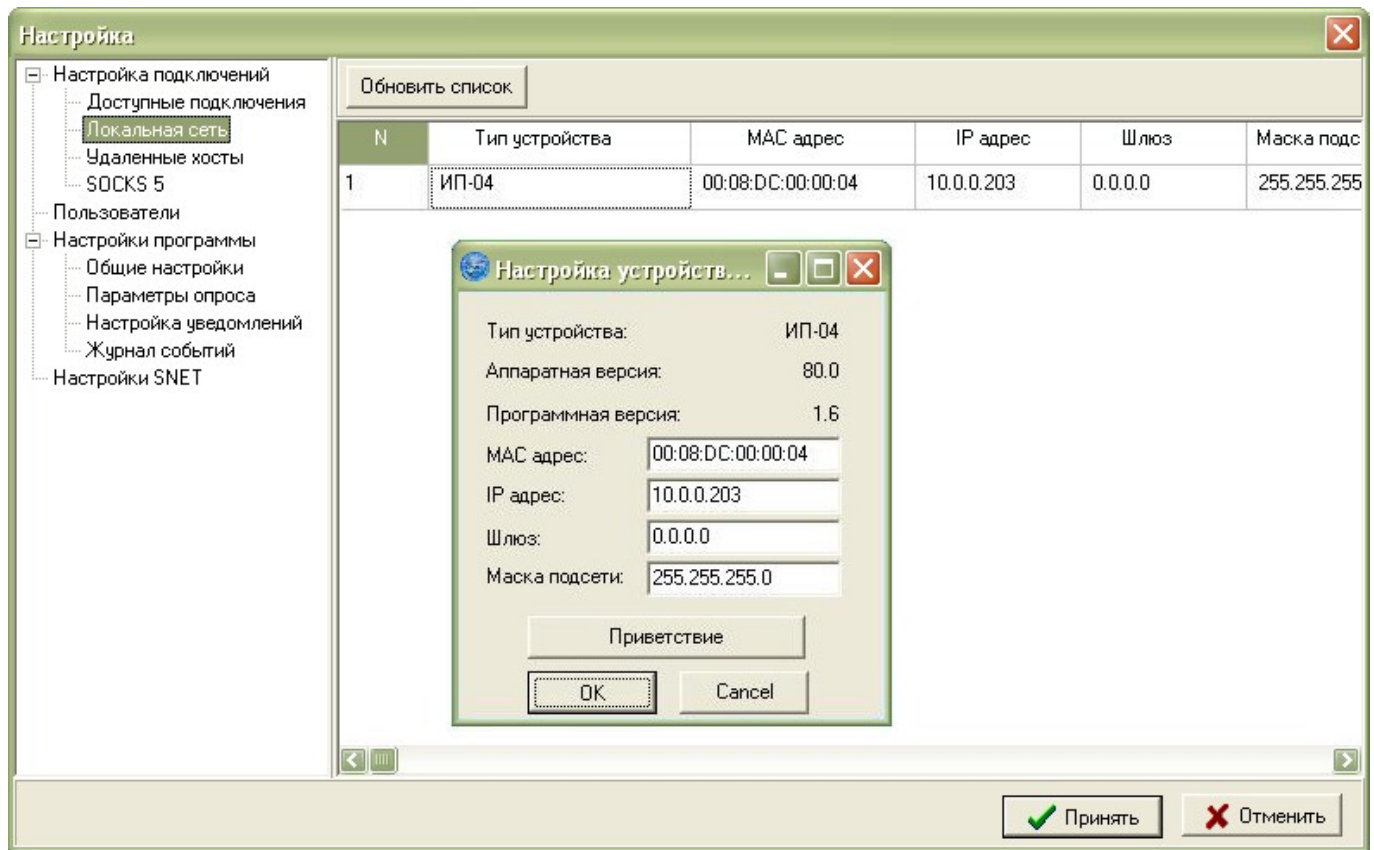 Настройка
Настройка подключений
Доступные подключения
Локальная сеть
Удаленные хосты
SOCKS 5
Пользователи
Настройки программы
Общие настройки
Параметры опроса
Настройка уведомлений
Журнал событий
Настройки SNET
Обновить список
N Тип устройства MAC адрес IP адрес Шлюз Маска подс
1 ИП-04 00:08:DC:00:00:04 10.0.0.203 0.0.0.0 255.255.255
Настройка устройств...
Тип устройства: ИП-04
Аппаратная версия: 80.0
Программная версия: 1.6
MAC адрес: 00:08:DC:00:00:04
IP адрес: 10.0.0.203
Шлюз: 0.0.0.0
Маска подсети: 255.255.255.0
Приветствие
OK Cancel
Принять Отменить